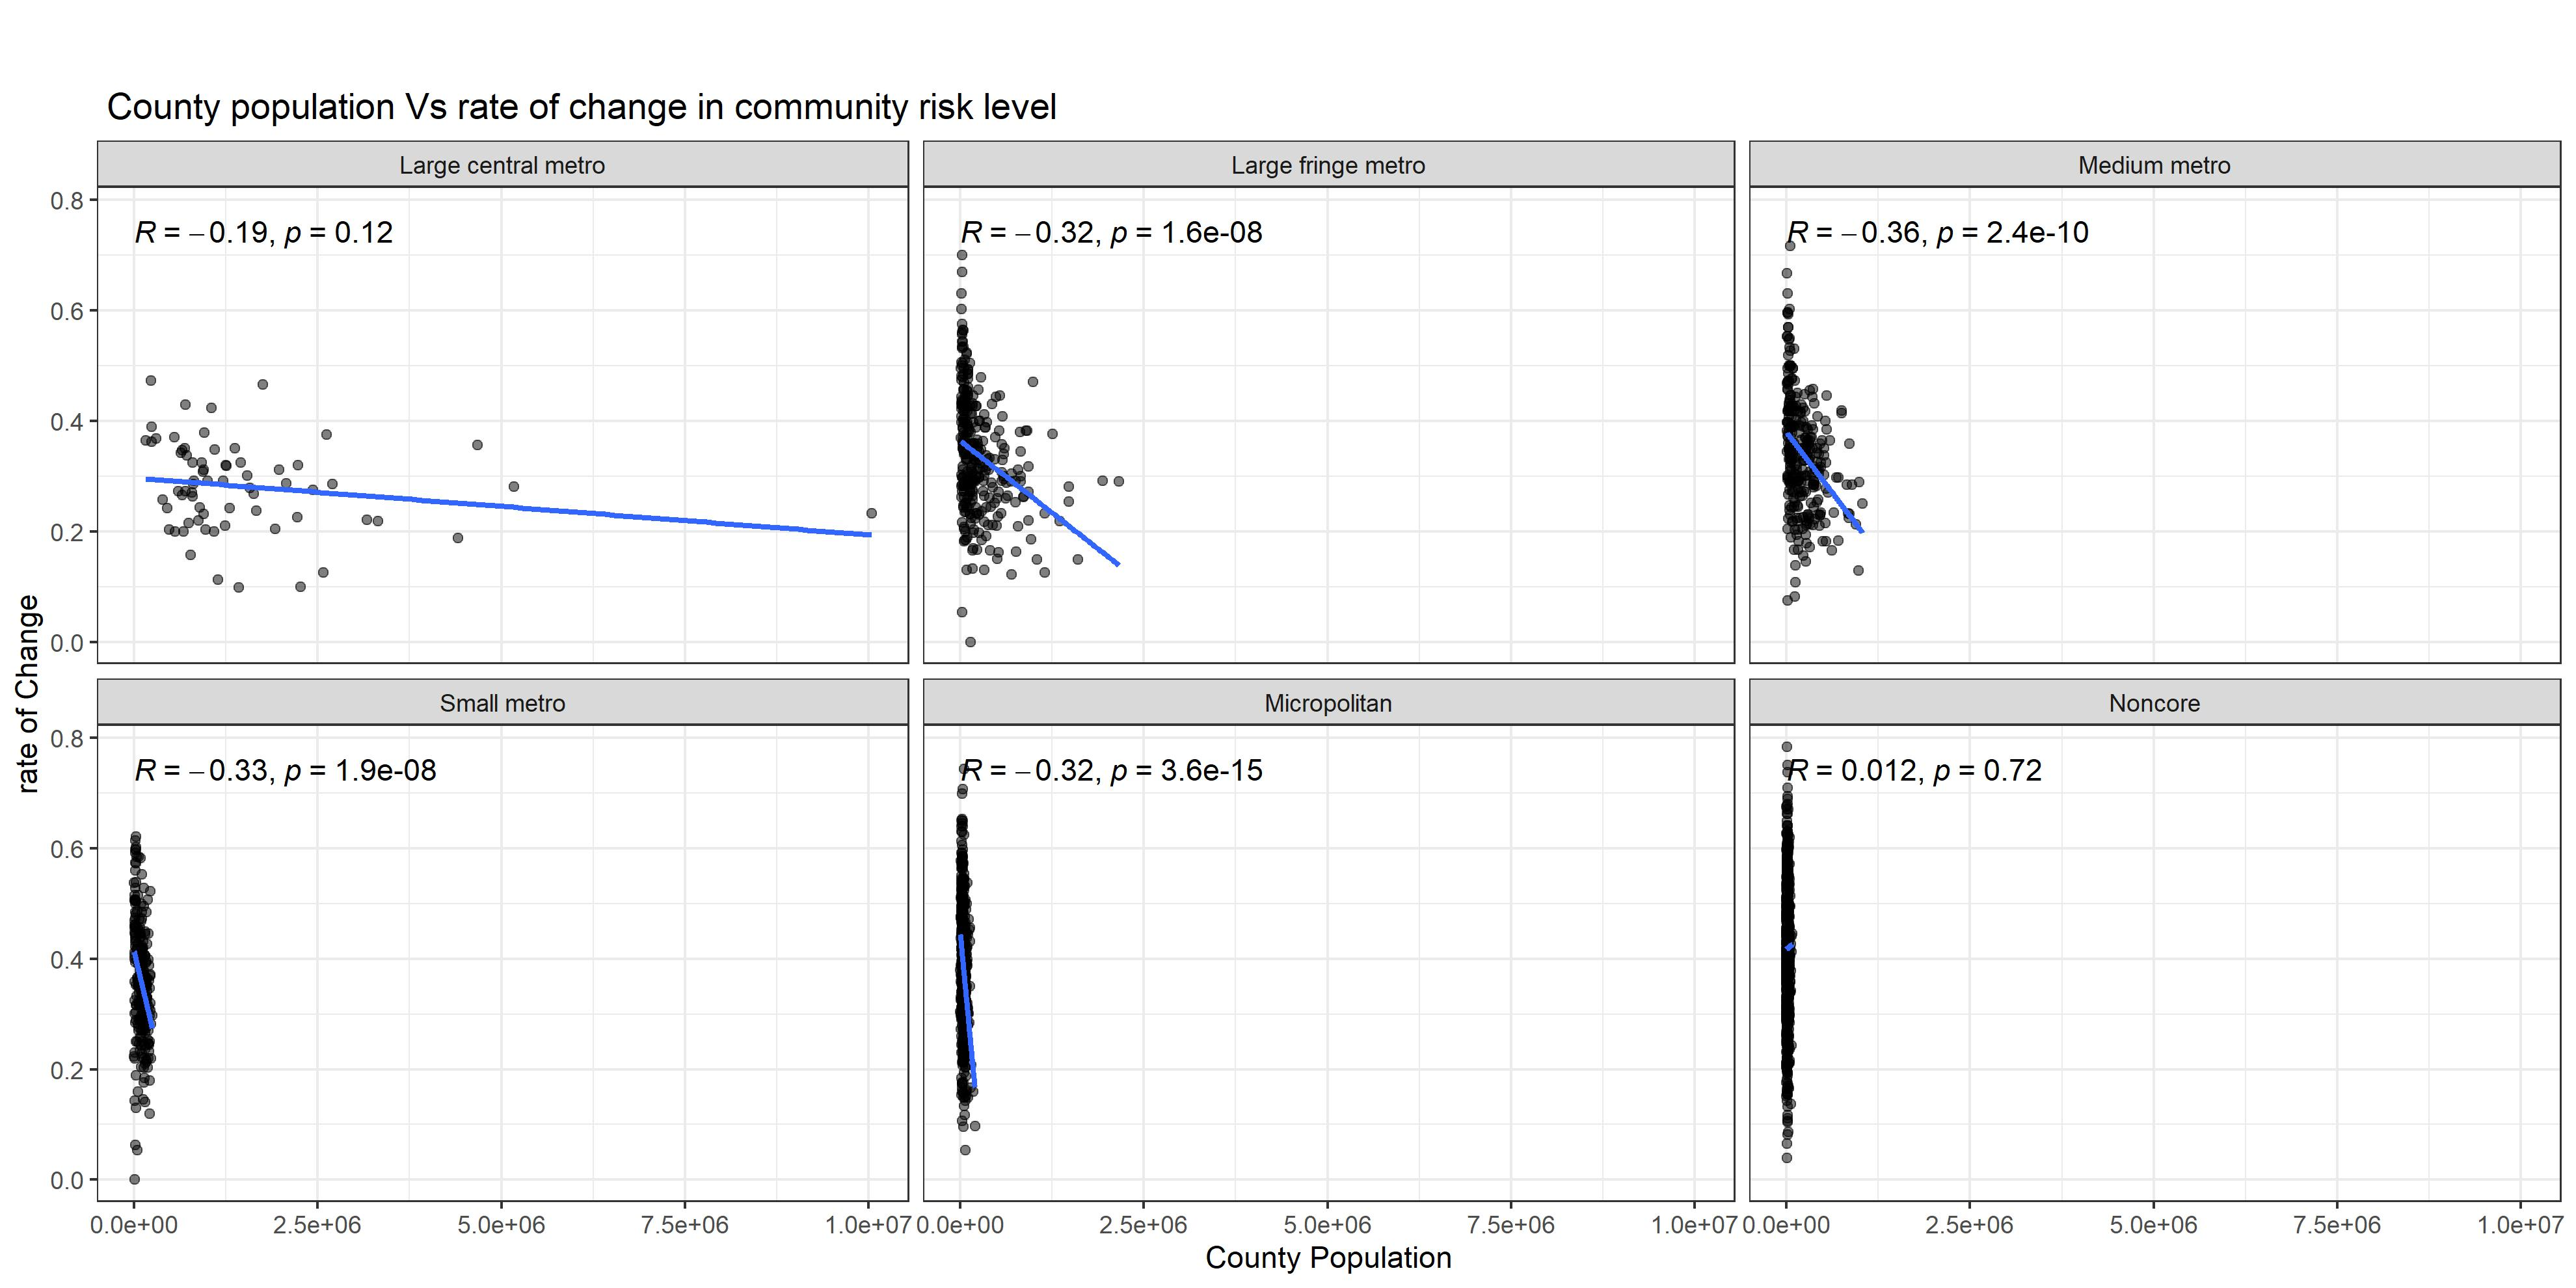 County population Vs rate of change in community risk level
Large central metro
Large fringe metro
Medium metro
R = −0.19, p = 0.12
R = −0.32, p = 1.6e-08
R = −0.36, p = 2.4e-10
0.8
0.6
0.4
0.2
0.0
Small metro
Micropolitan
Noncore
R = −0.33, p = 1.9e-08
R = −0.32, p = 3.6e-15
R = 0.012, p = 0.72
0.8
0.6
0.4
0.2
0.0
rate of Change
0.0e+00 2.5e+06 5.0e+06 7.5e+06 1.0e+07
0.0e+00 2.5e+06 5.0e+06 7.5e+06 1.0e+07
0.0e+00 2.5e+06 5.0e+06 7.5e+06 1.0e+07
County Population